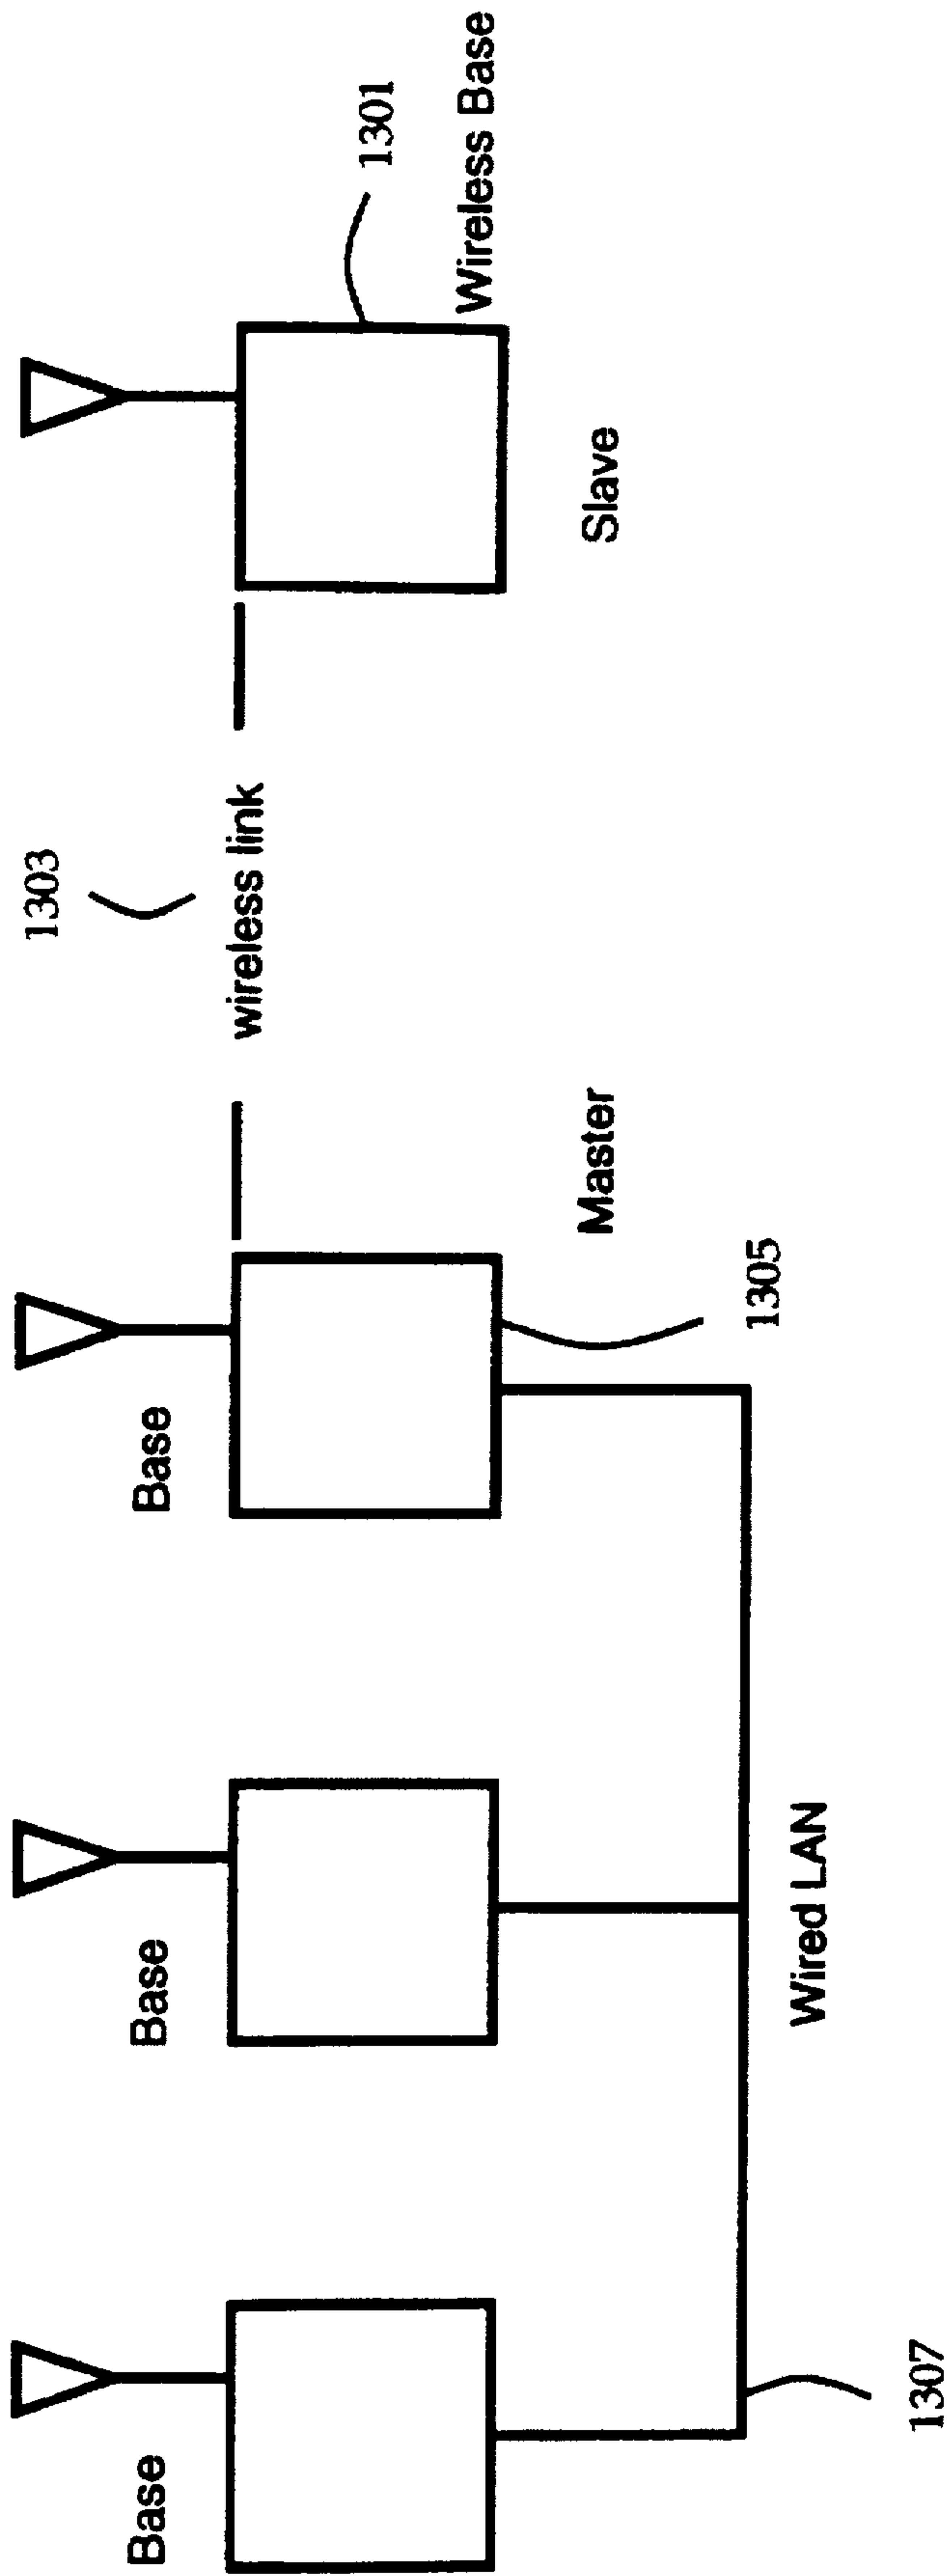 1303
wireless link
1301
Wireless Base
Slave
Base
Base
Base
Master
1305
Wired LAN
1307